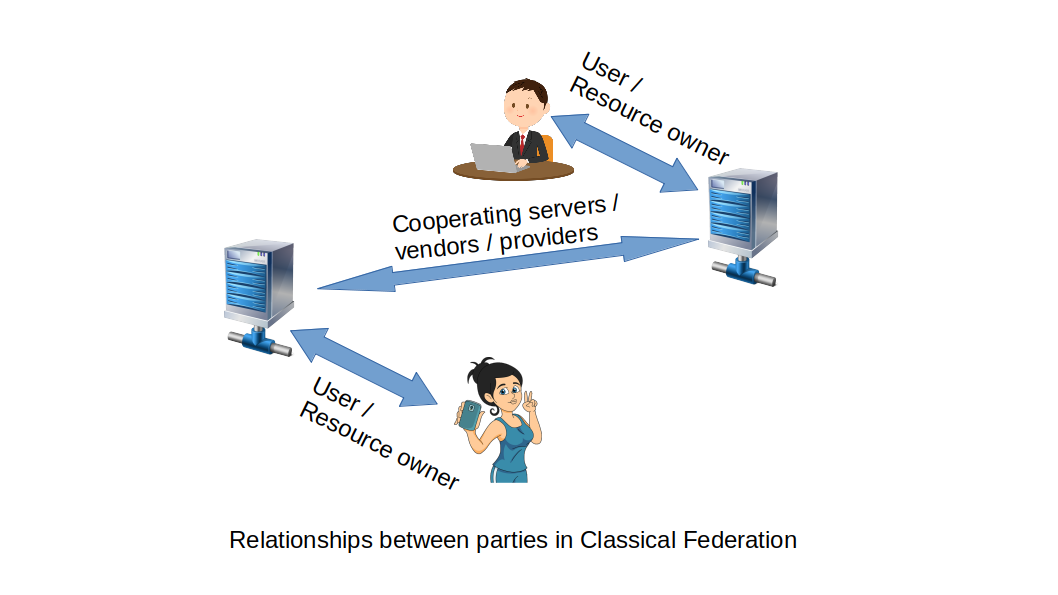 User /
Resource owner
Cooperating servers /
vendors / providers
User /
Resource owner
Relationships between parties in Classical Federation